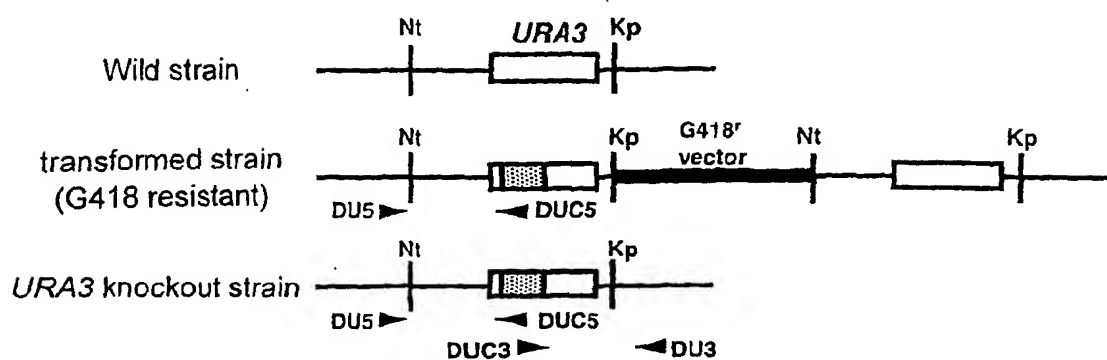 Nt URA3 Kp
Wild strain
Nt Kp G418r vector Nt Kp
transformed strain
(G418 resistant)
DU5 DUC5
Nt Kp
URA3 knockout strain
DU5 DUC5
DUC3 DU3